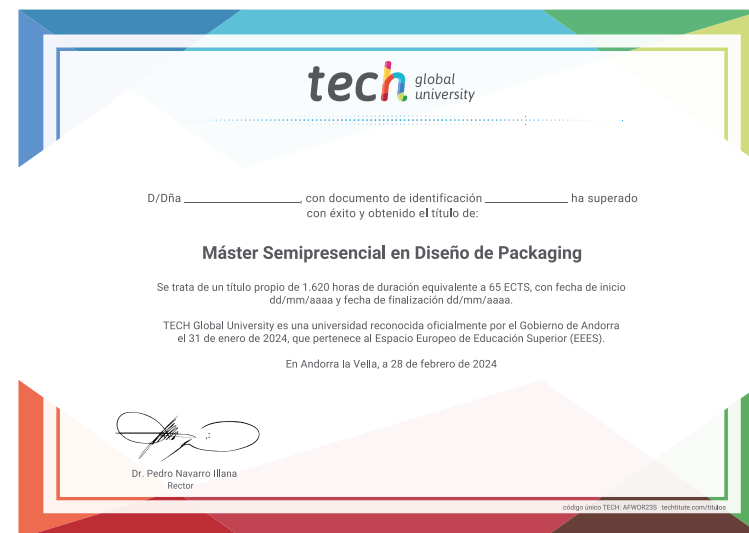 tech global university
D/Dña ____________________, con documento de identificación ______________ ha superado
con éxito y obtenido el título de:
Máster Semipresencial en Diseño de Packaging
Se trata de un título propio de 1.620 horas de duración equivalente a 65 ECTS, con fecha de inicio
dd/mm/aaaa y fecha de finalización dd/mm/aaaa.
TECH Global University es una universidad reconocida oficialmente por el Gobierno de Andorra
el 31 de enero de 2024, que pertenece al Espacio Europeo de Educación Superior (EEES).
En Andorra la Vella, a 28 de febrero de 2024
Dr. Pedro Navarro Illana
Rector
código único TECH: AFWOR23S techtitute.com/titulos